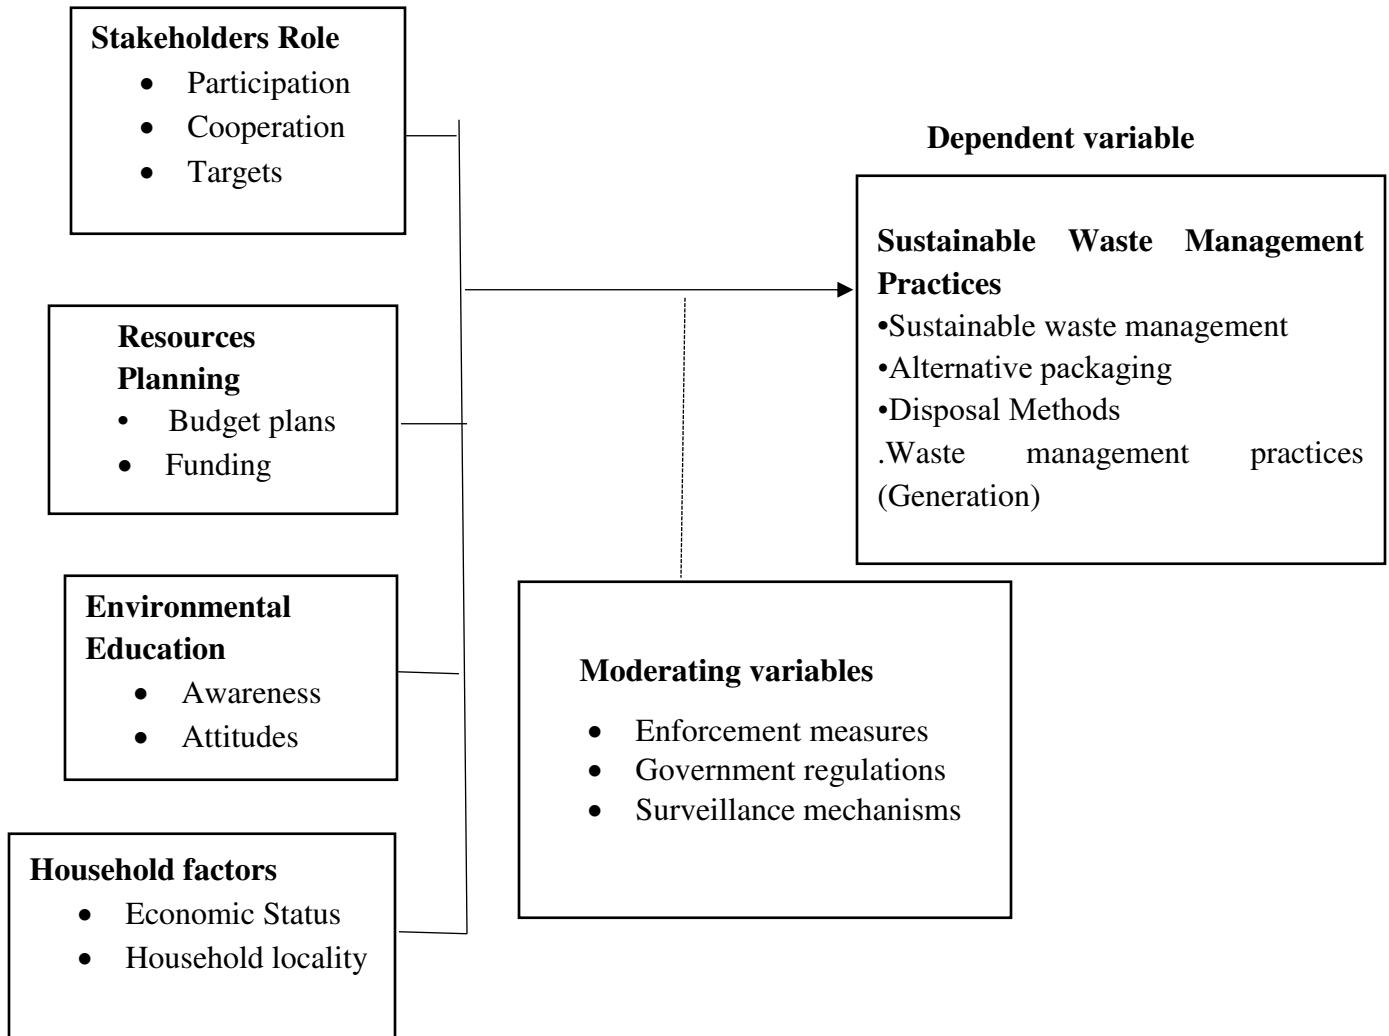 Stakeholders Role
• Participation
• Cooperation
• Targets
Dependent variable
Sustainable Waste Management
Practices
•Sustainable waste management
•Alternative packaging
•Disposal Methods
.Waste management practices
(Generation)
Resources
Planning
• Budget plans
• Funding
Environmental
Education
• Awareness
• Attitudes
Moderating variables
• Enforcement measures
• Government regulations
• Surveillance mechanisms
Household factors
• Economic Status
• Household locality